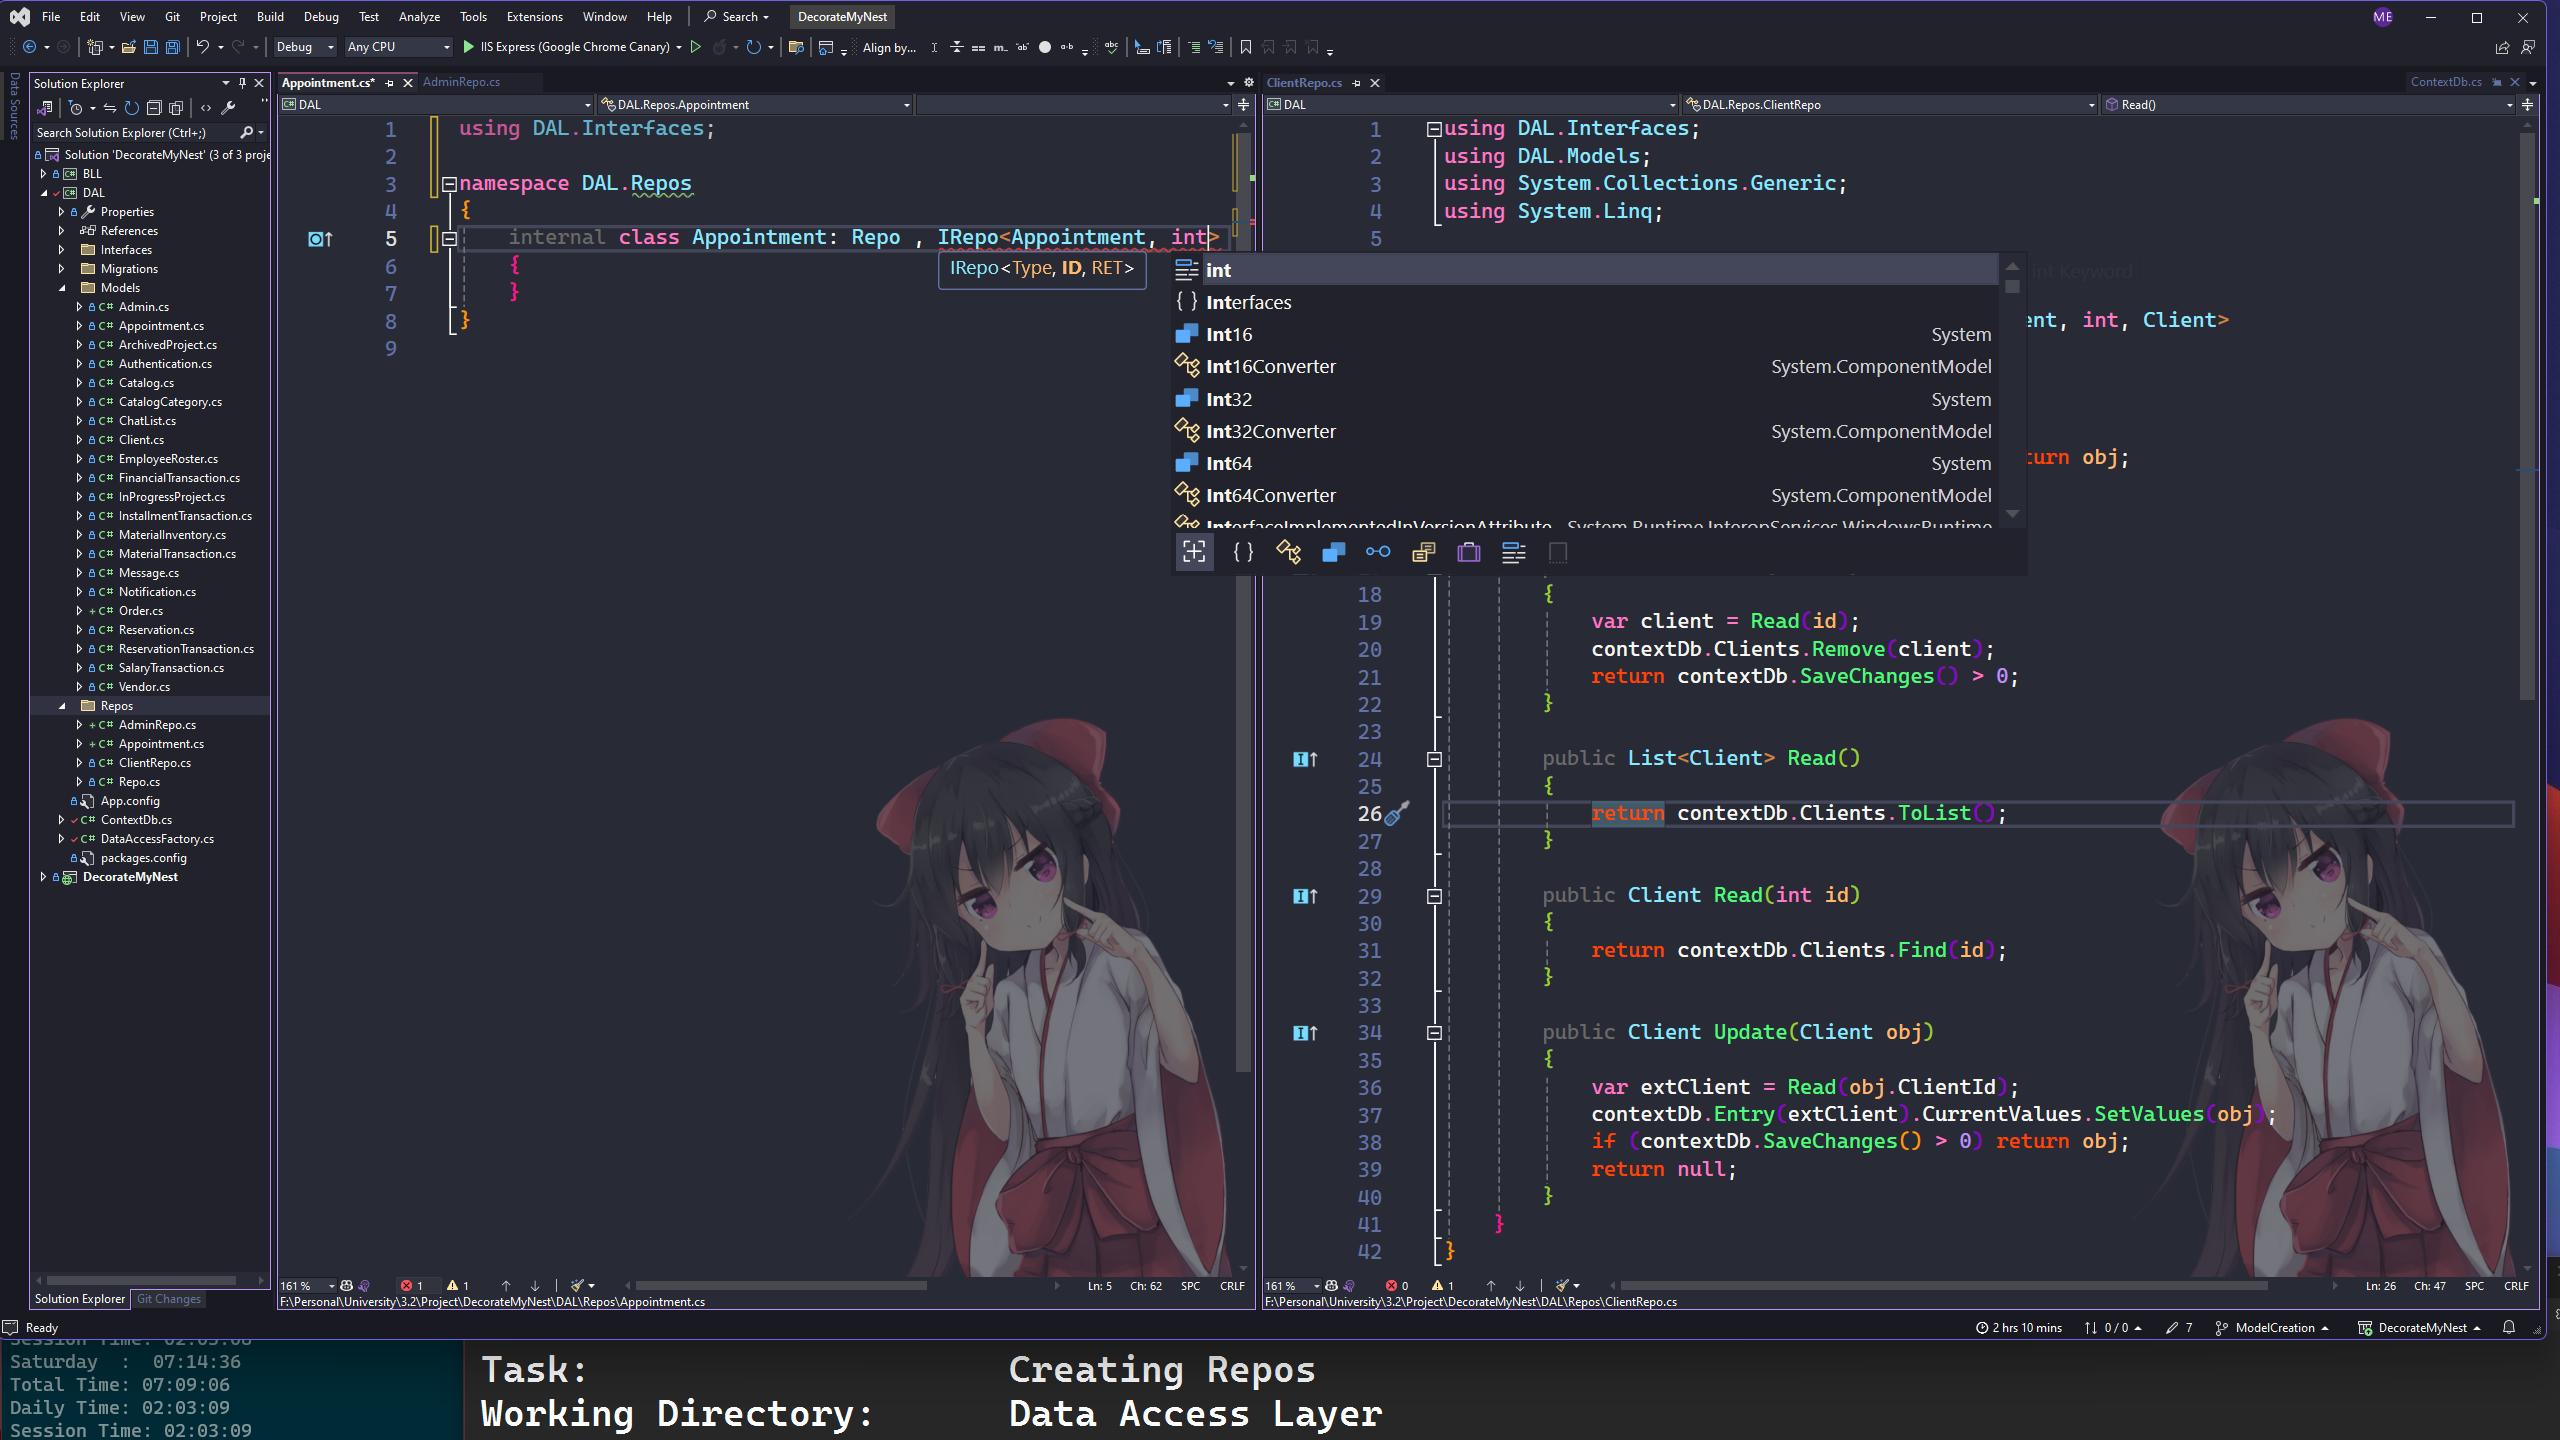 File Edit View Git Project Build Debug Test Analyze Tools Extensions Window Help Search DecorateMyNest ME
Debug Any CPU IIS Express (Google Chrome Canary) Align by...
Data Sources
Solution Explorer
Search Solution Explorer (Ctrl+;)
Solution 'DecorateMyNest' (3 of 3 proje
BLL
DAL
Properties
References
Interfaces
Migrations
Models
Admin.cs
Appointment.cs
ArchivedProject.cs
Authentication.cs
Catalog.cs
CatalogCategory.cs
ChatList.cs
Client.cs
EmployeeRoster.cs
FinancialTransaction.cs
InProgressProject.cs
InstallmentTransaction.cs
MaterialInventory.cs
MaterialTransaction.cs
Message.cs
Notification.cs
Order.cs
Reservation.cs
ReservationTransaction.cs
SalaryTransaction.cs
Vendor.cs
Repos
AdminRepo.cs
Appointment.cs
ClientRepo.cs
Repo.cs
App.config
ContextDb.cs
DataAccessFactory.cs
packages.config
DecorateMyNest
Solution Explorer Git Changes
Appointment.cs* AdminRepo.cs
DAL DAL.Repos.Appointment
1 using DAL.Interfaces;
2
3 namespace DAL.Repos
4 {
5 internal class Appointment: Repo , IRepo<Appointment, int>
6 {
7 }
8 }
9
IRepo<Type, ID, RET>
int
Interfaces
Int16 System
Int16Converter System.ComponentModel
Int32 System
Int32Converter System.ComponentModel
Int64 System
Int64Converter System.ComponentModel
InterfaceImplementedInVersionAttribute System.Runtime.InteropServices.WindowsRuntime
int Keyword
161 % 1 1 Ln: 5 Ch: 62 SPC CRLF
F:\Personal\University\3.2\Project\DecorateMyNest\DAL\Repos\Appointment.cs
ClientRepo.cs ContextDb.cs
DAL DAL.Repos.ClientRepo Read()
1 using DAL.Interfaces;
2 using DAL.Models;
3 using System.Collections.Generic;
4 using System.Linq;
5
ent, int, Client>
turn obj;
18 {
19 var client = Read(id);
20 contextDb.Clients.Remove(client);
21 return contextDb.SaveChanges() > 0;
22 }
23
24 public List<Client> Read()
25 {
26 return contextDb.Clients.ToList();
27 }
28
29 public Client Read(int id)
30 {
31 return contextDb.Clients.Find(id);
32 }
33
34 public Client Update(Client obj)
35 {
36 var extClient = Read(obj.ClientId);
37 contextDb.Entry(extClient).CurrentValues.SetValues(obj);
38 if (contextDb.SaveChanges() > 0) return obj;
39 return null;
40 }
41 }
42 }
161 % 0 1 Ln: 26 Ch: 47 SPC CRLF
F:\Personal\University\3.2\Project\DecorateMyNest\DAL\Repos\ClientRepo.cs
Ready 2 hrs 10 mins 0 / 0 7 ModelCreation DecorateMyNest
Saturday : 07:14:36
Total Time: 07:09:06
Daily Time: 02:03:09
Session Time: 02:03:09
Task: Creating Repos
Working Directory: Data Access Layer